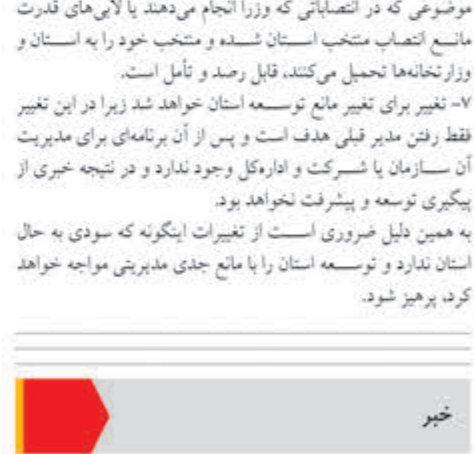 موضوعی که در انتصاباتی که وزرا انجام می‌دهند یا لابی‌های قدرت
مانع انتصاب منتخب استان شده و منتخب خود را به استان و
وزارتخانه‌ها تحمیل می‌کنند، قابل رصد و تأمل است.
۷- تغییر برای تغییر مانع توسعه استان خواهد شد زیرا در این تغییر
فقط رفتن مدیر قبلی هدف است و پس از آن برنامه‌ای برای مدیریت
آن سازمان یا شرکت و اداره‌کل وجود ندارد و در نتیجه خبری از
پیگیری توسعه و پیشرفت نخواهد بود.
به همین دلیل ضروری است از تغییرات اینگونه که سودی به حال
استان ندارد و توسعه استان را با مانع جدی مدیریتی مواجه خواهد
کرد، پرهیز شود.
خبر